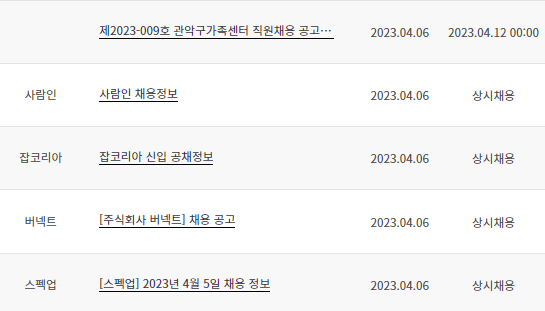 제2023-009호 관악구가족센터 직원채용 공고… 2023.04.06 2023.04.12 00:00
사람인 사람인 채용정보 2023.04.06 상시채용
잡코리아 잡코리아 신입 공채정보 2023.04.06 상시채용
버넥트 [주식회사 버넥트] 채용 공고 2023.04.06 상시채용
스펙업 [스펙업] 2023년 4월 5일 채용 정보 2023.04.06 상시채용